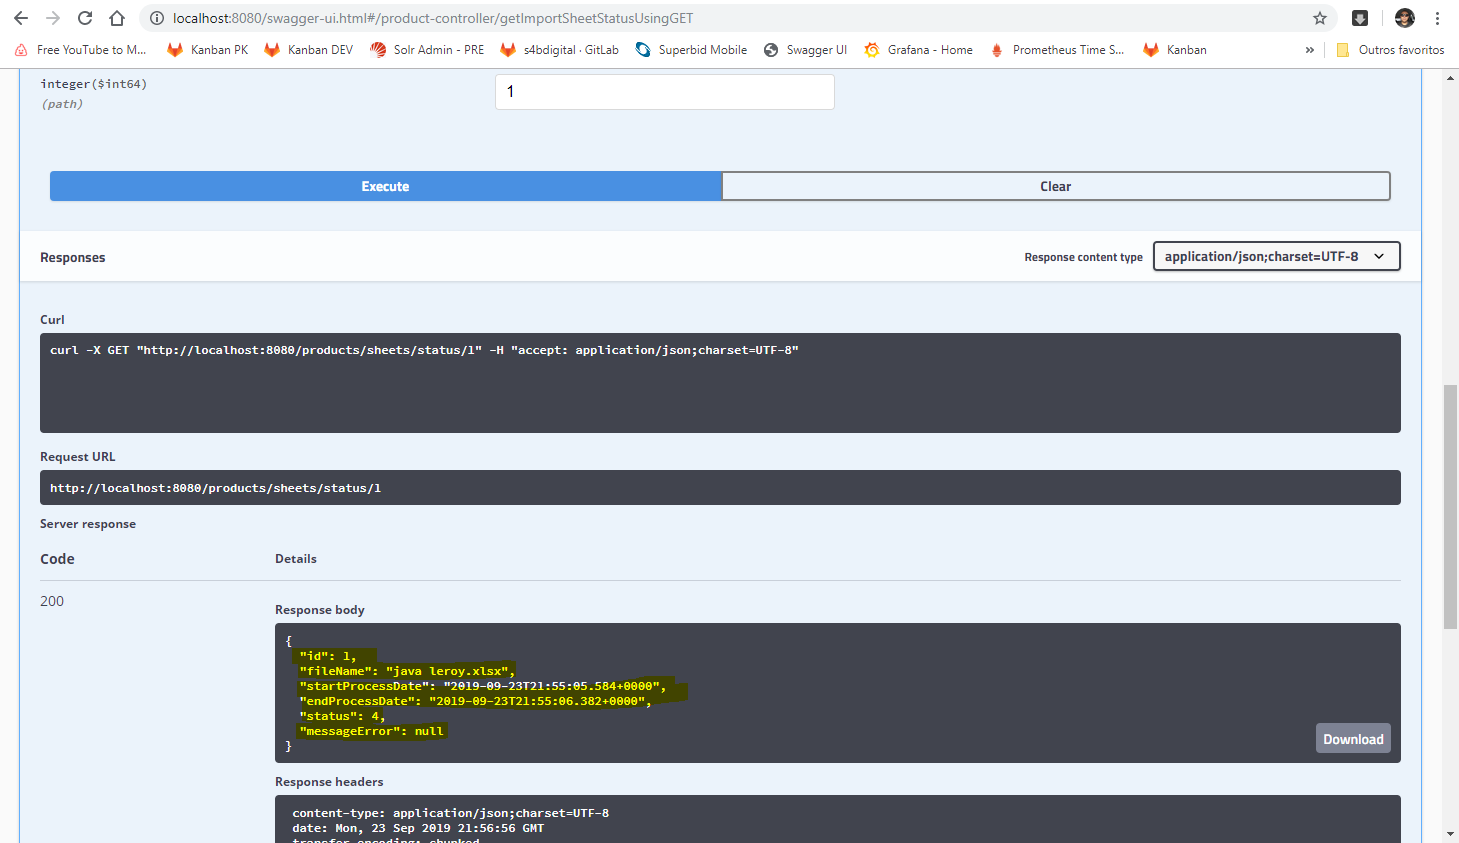 localhost:8080/swagger-ui.html#/product-controller/getImportSheetStatusUsingGET
Free YouTube to M... Kanban PK Kanban DEV Solr Admin - PRE s4bdigital · GitLab Superbid Mobile Swagger UI Grafana - Home Prometheus Time S... Kanban » Outros favoritos
integer($int64)
(path)
1
Execute Clear
Responses Response content type application/json;charset=UTF-8
Curl
curl -X GET "http://localhost:8080/products/sheets/status/1" -H "accept: application/json;charset=UTF-8"
Request URL
http://localhost:8080/products/sheets/status/1
Server response
Code Details
200
Response body
{
"id": 1,
"fileName": "java leroy.xlsx",
"startProcessDate": "2019-09-23T21:55:05.584+0000",
"endProcessDate": "2019-09-23T21:55:06.382+0000",
"status": 4,
"messageError": null
}
Download
Response headers
content-type: application/json;charset=UTF-8
date: Mon, 23 Sep 2019 21:56:56 GMT
transfer-encoding: chunked